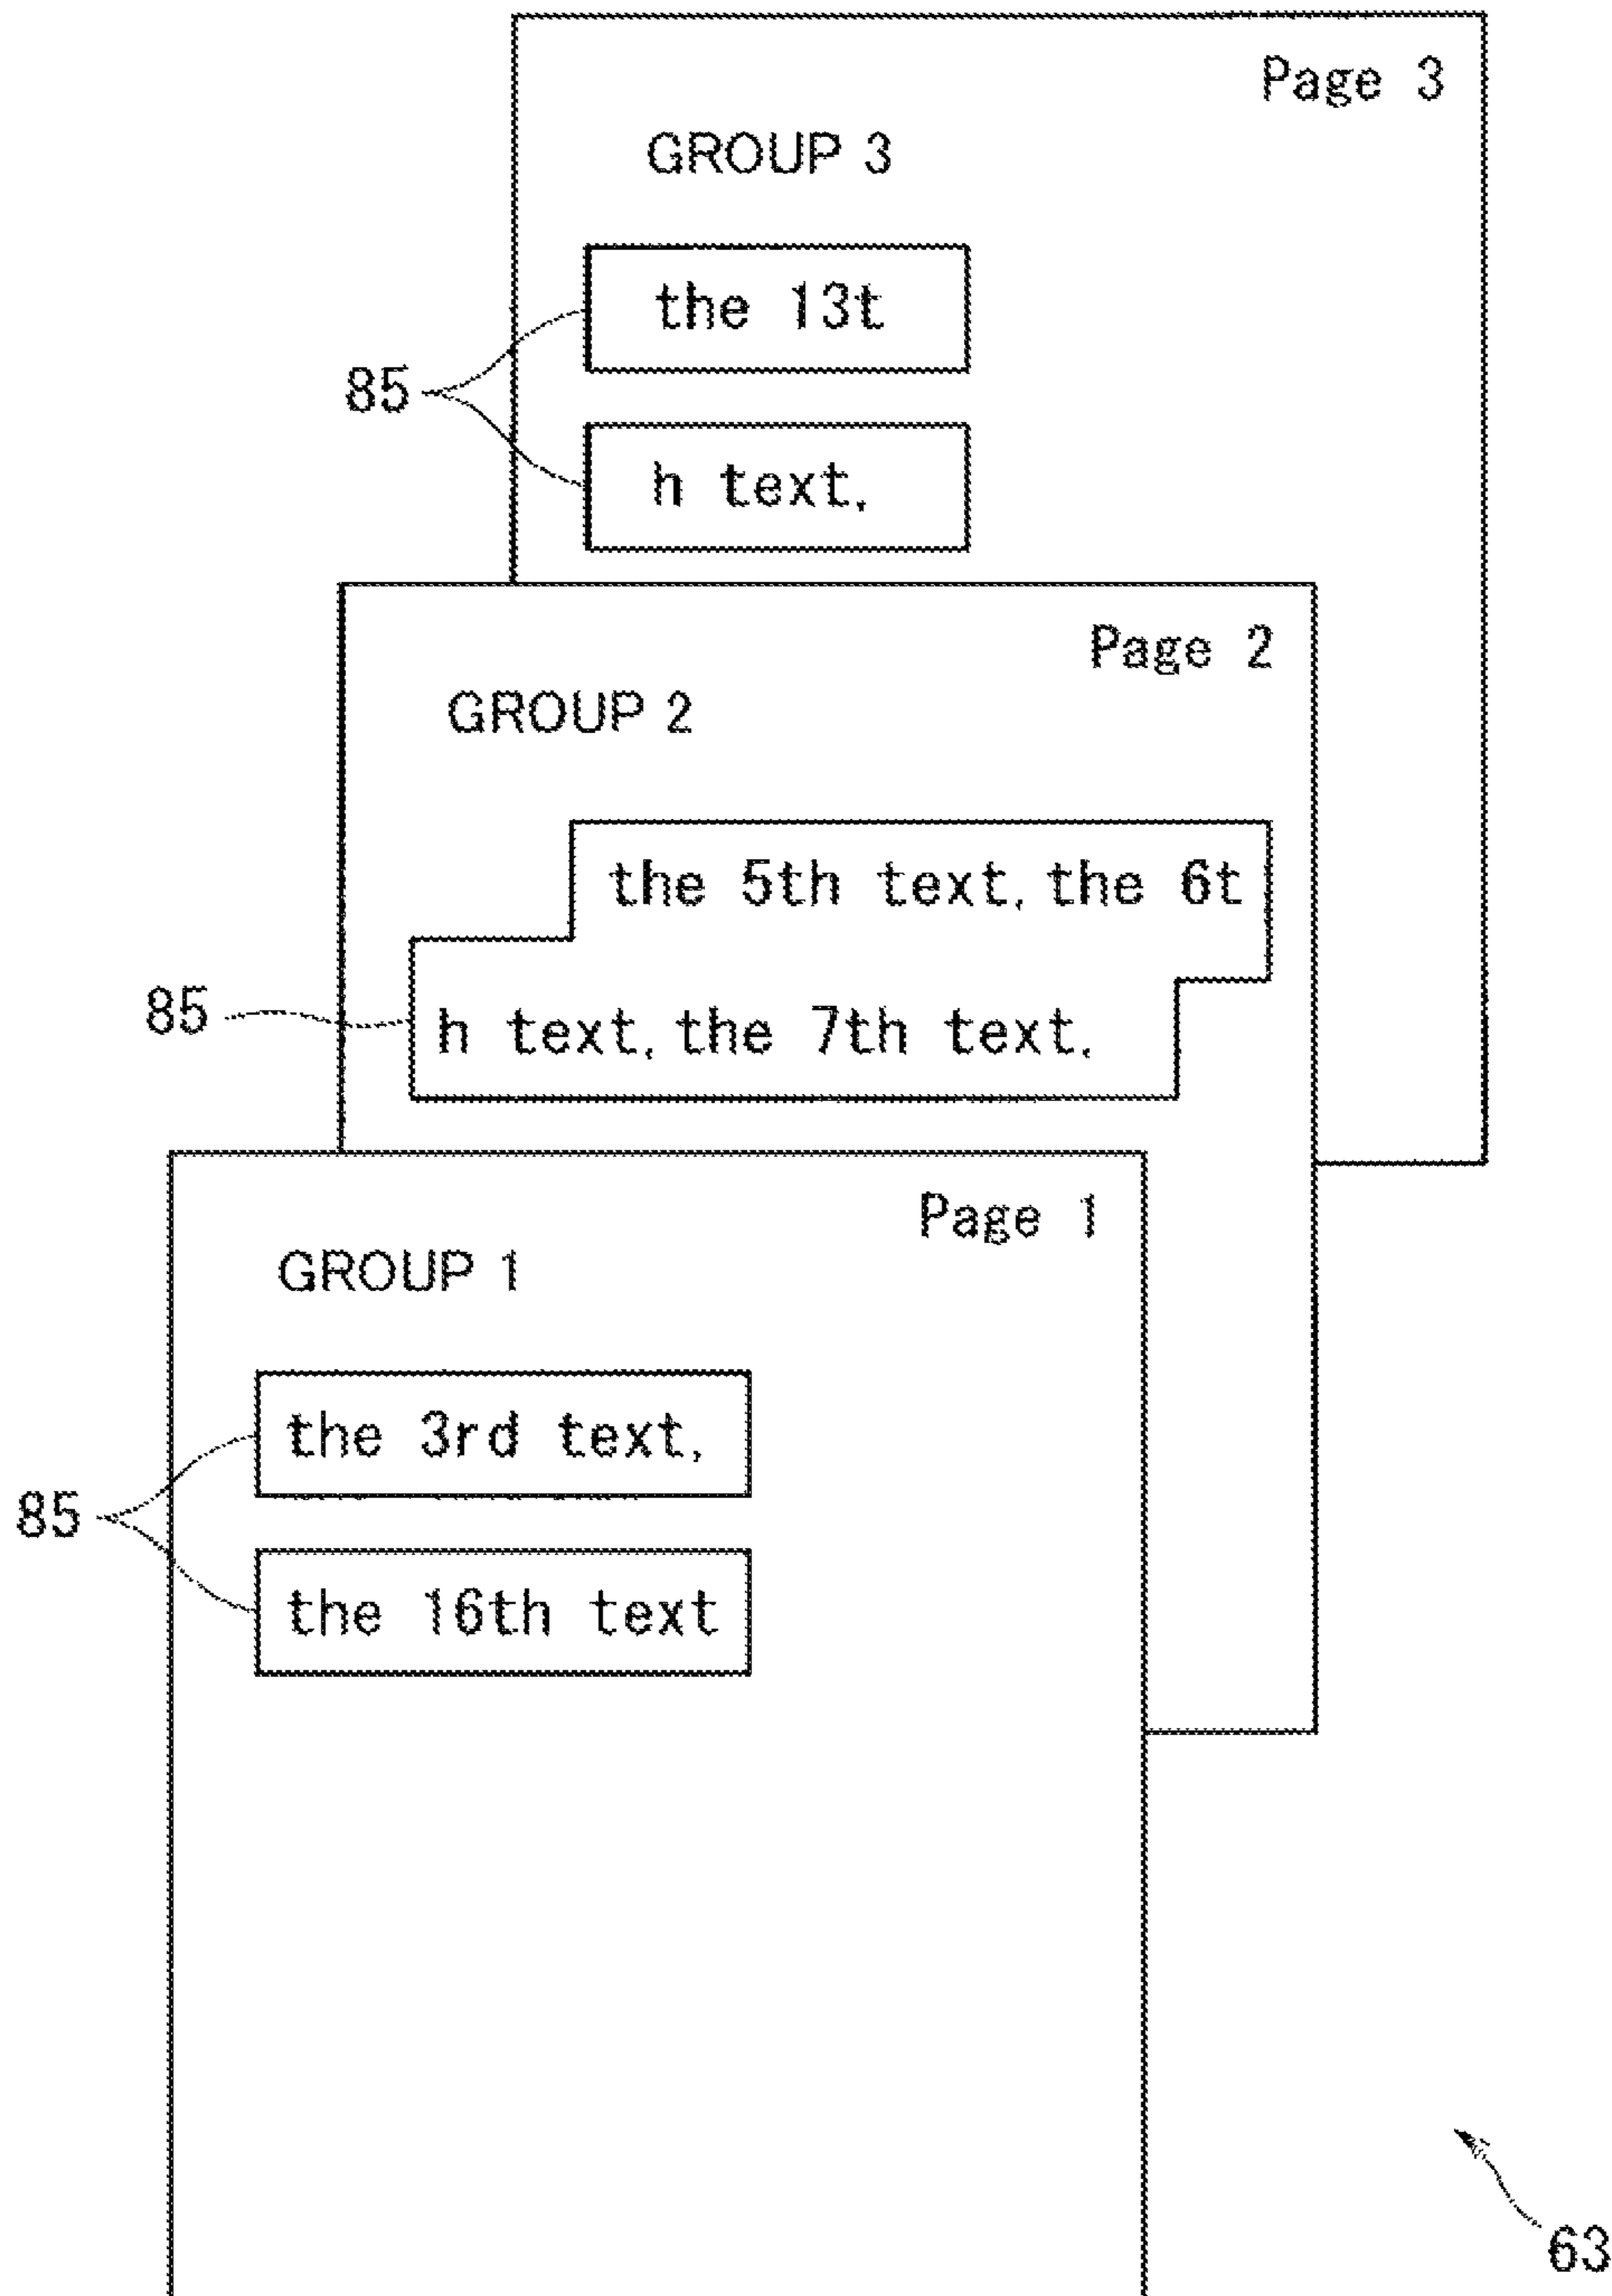 Page 3
GROUP 3
the 13t
85
h text,
Page 2
GROUP 2
the 5th text, the 6t
85
h text, the 7th text,
Page 1
GROUP 1
the 3rd text,
85
the 16th text
63